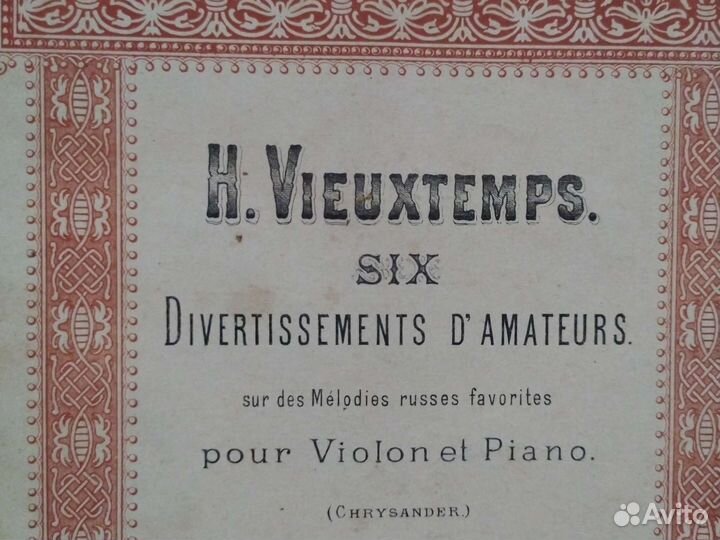 H. VIEUXTEMPS.
SIX
DIVERTISSEMENTS D'AMATEURS.
sur des Mélodies russes favorites
pour Violon et Piano.
(CHRYSANDER.)
Avito